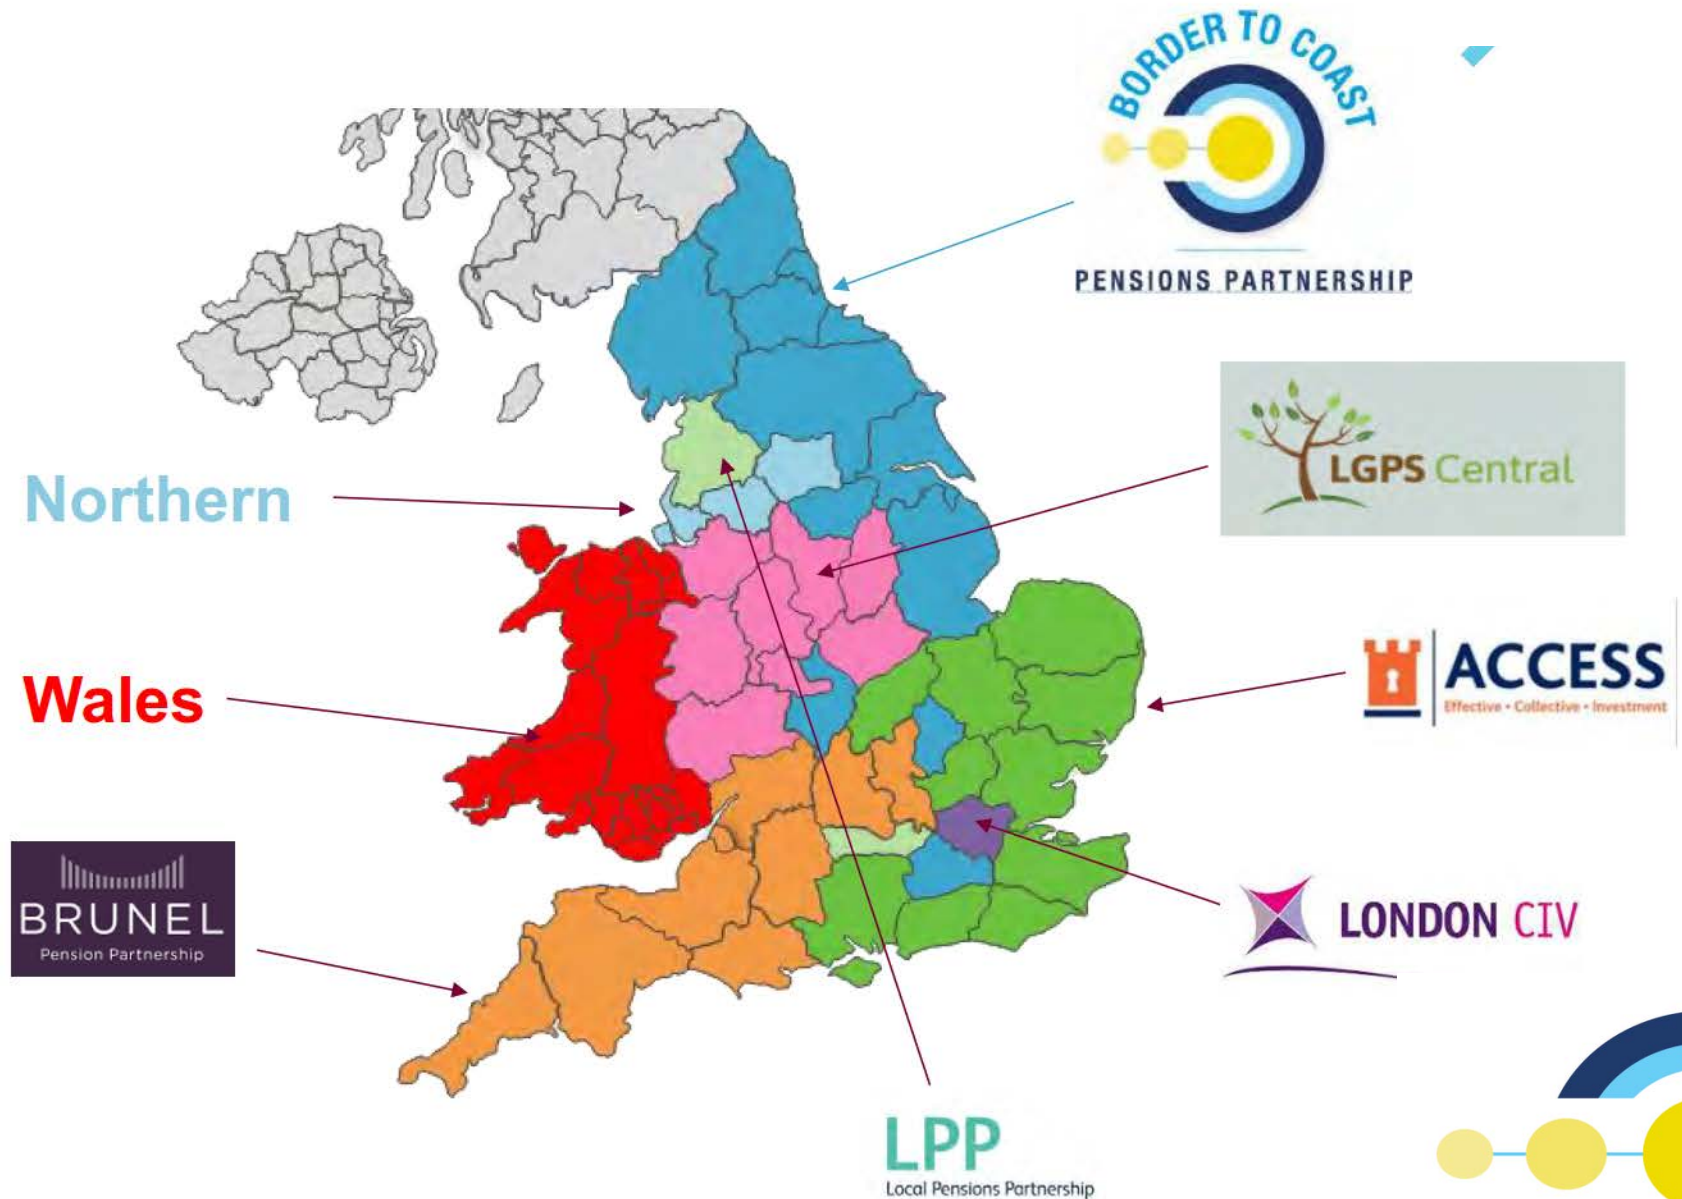 BORDER TO COAST
PENSIONS PARTNERSHIP
LGPS Central
Northern
ACCESS
Effective • Collective • Investment
Wales
BRUNEL
Pension Partnership
LONDON CIV
LPP
Local Pensions Partnership